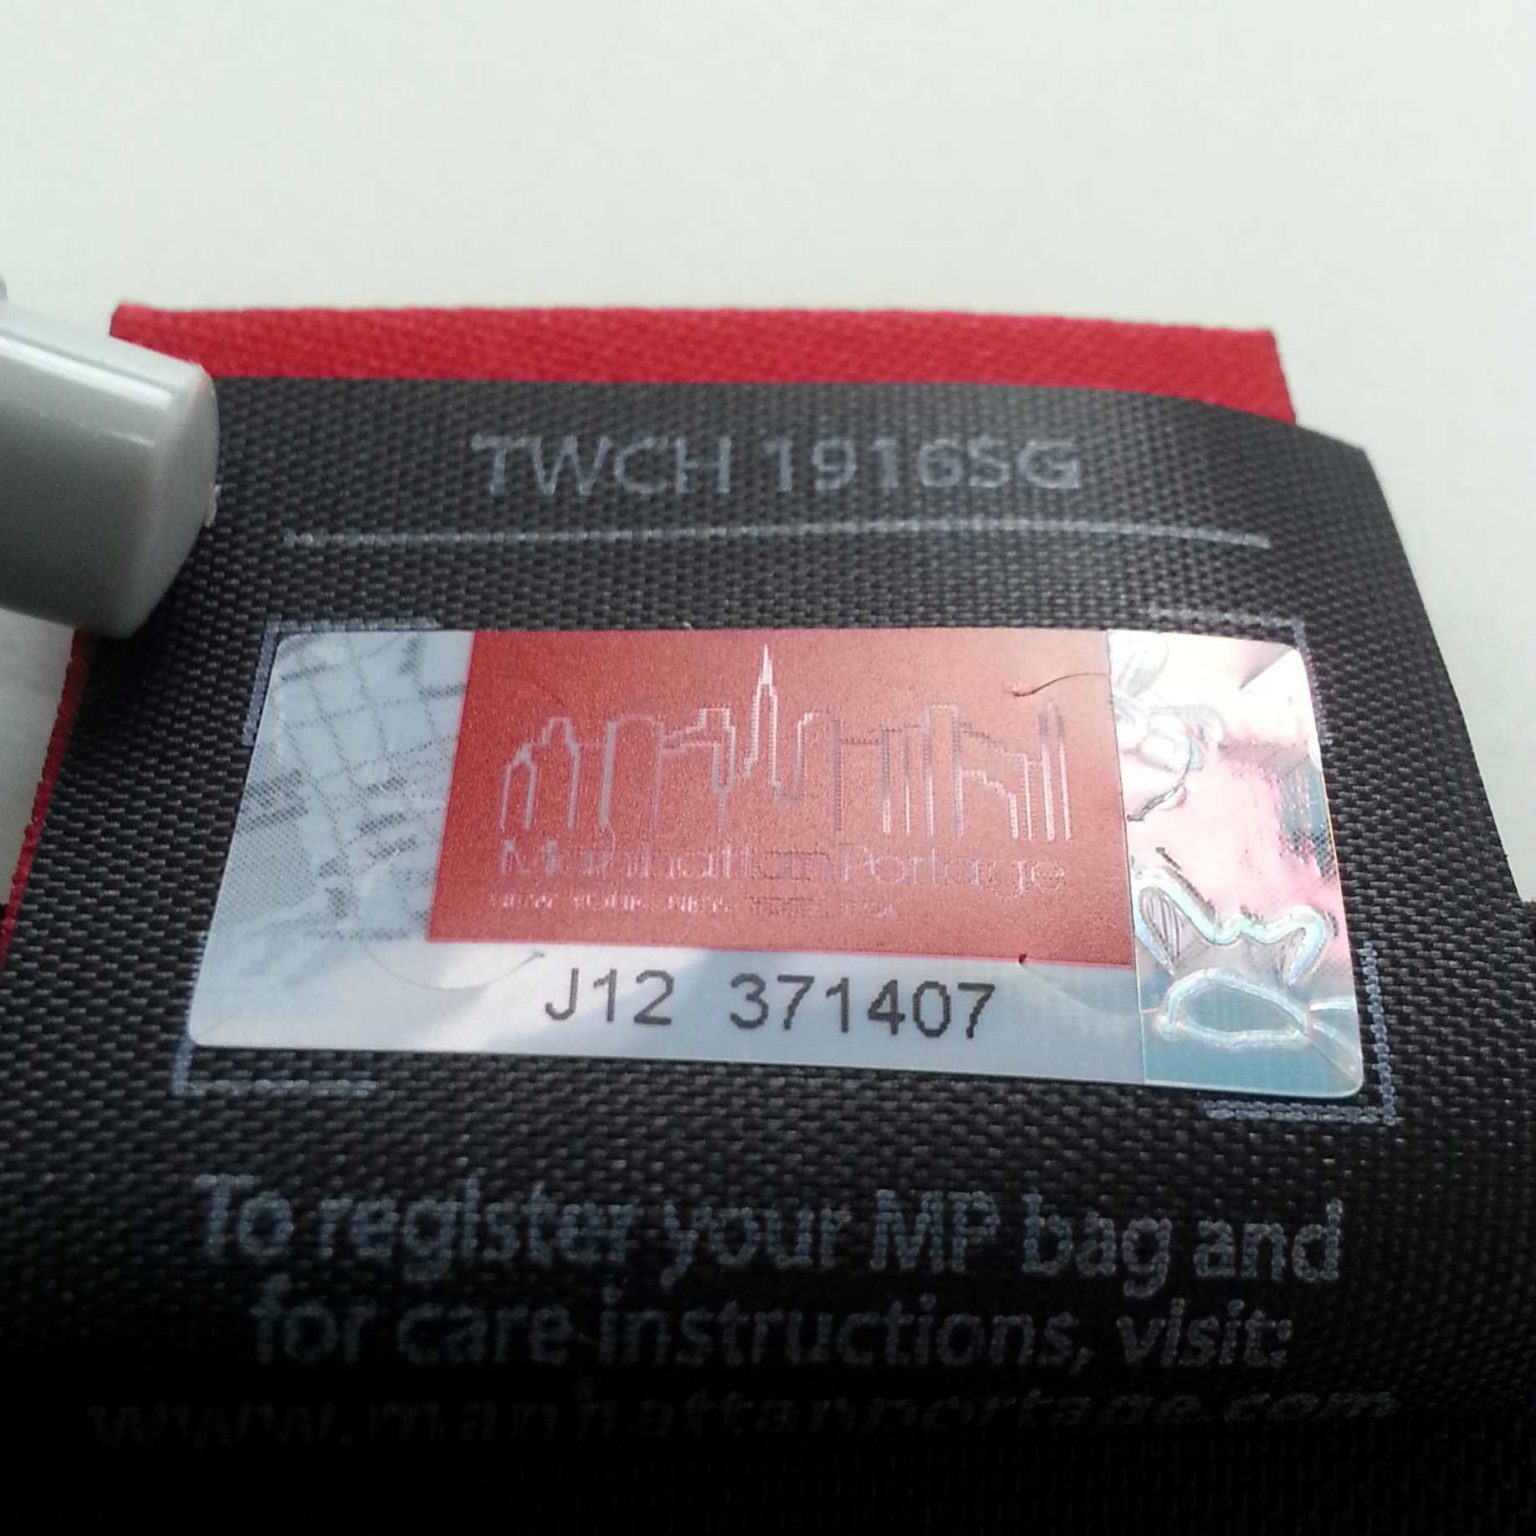 TWCH 1916SG
Manhattan Portage
J12 371407
To register your MP bag and
for care instructions, visit:
www.manhattanportage.com